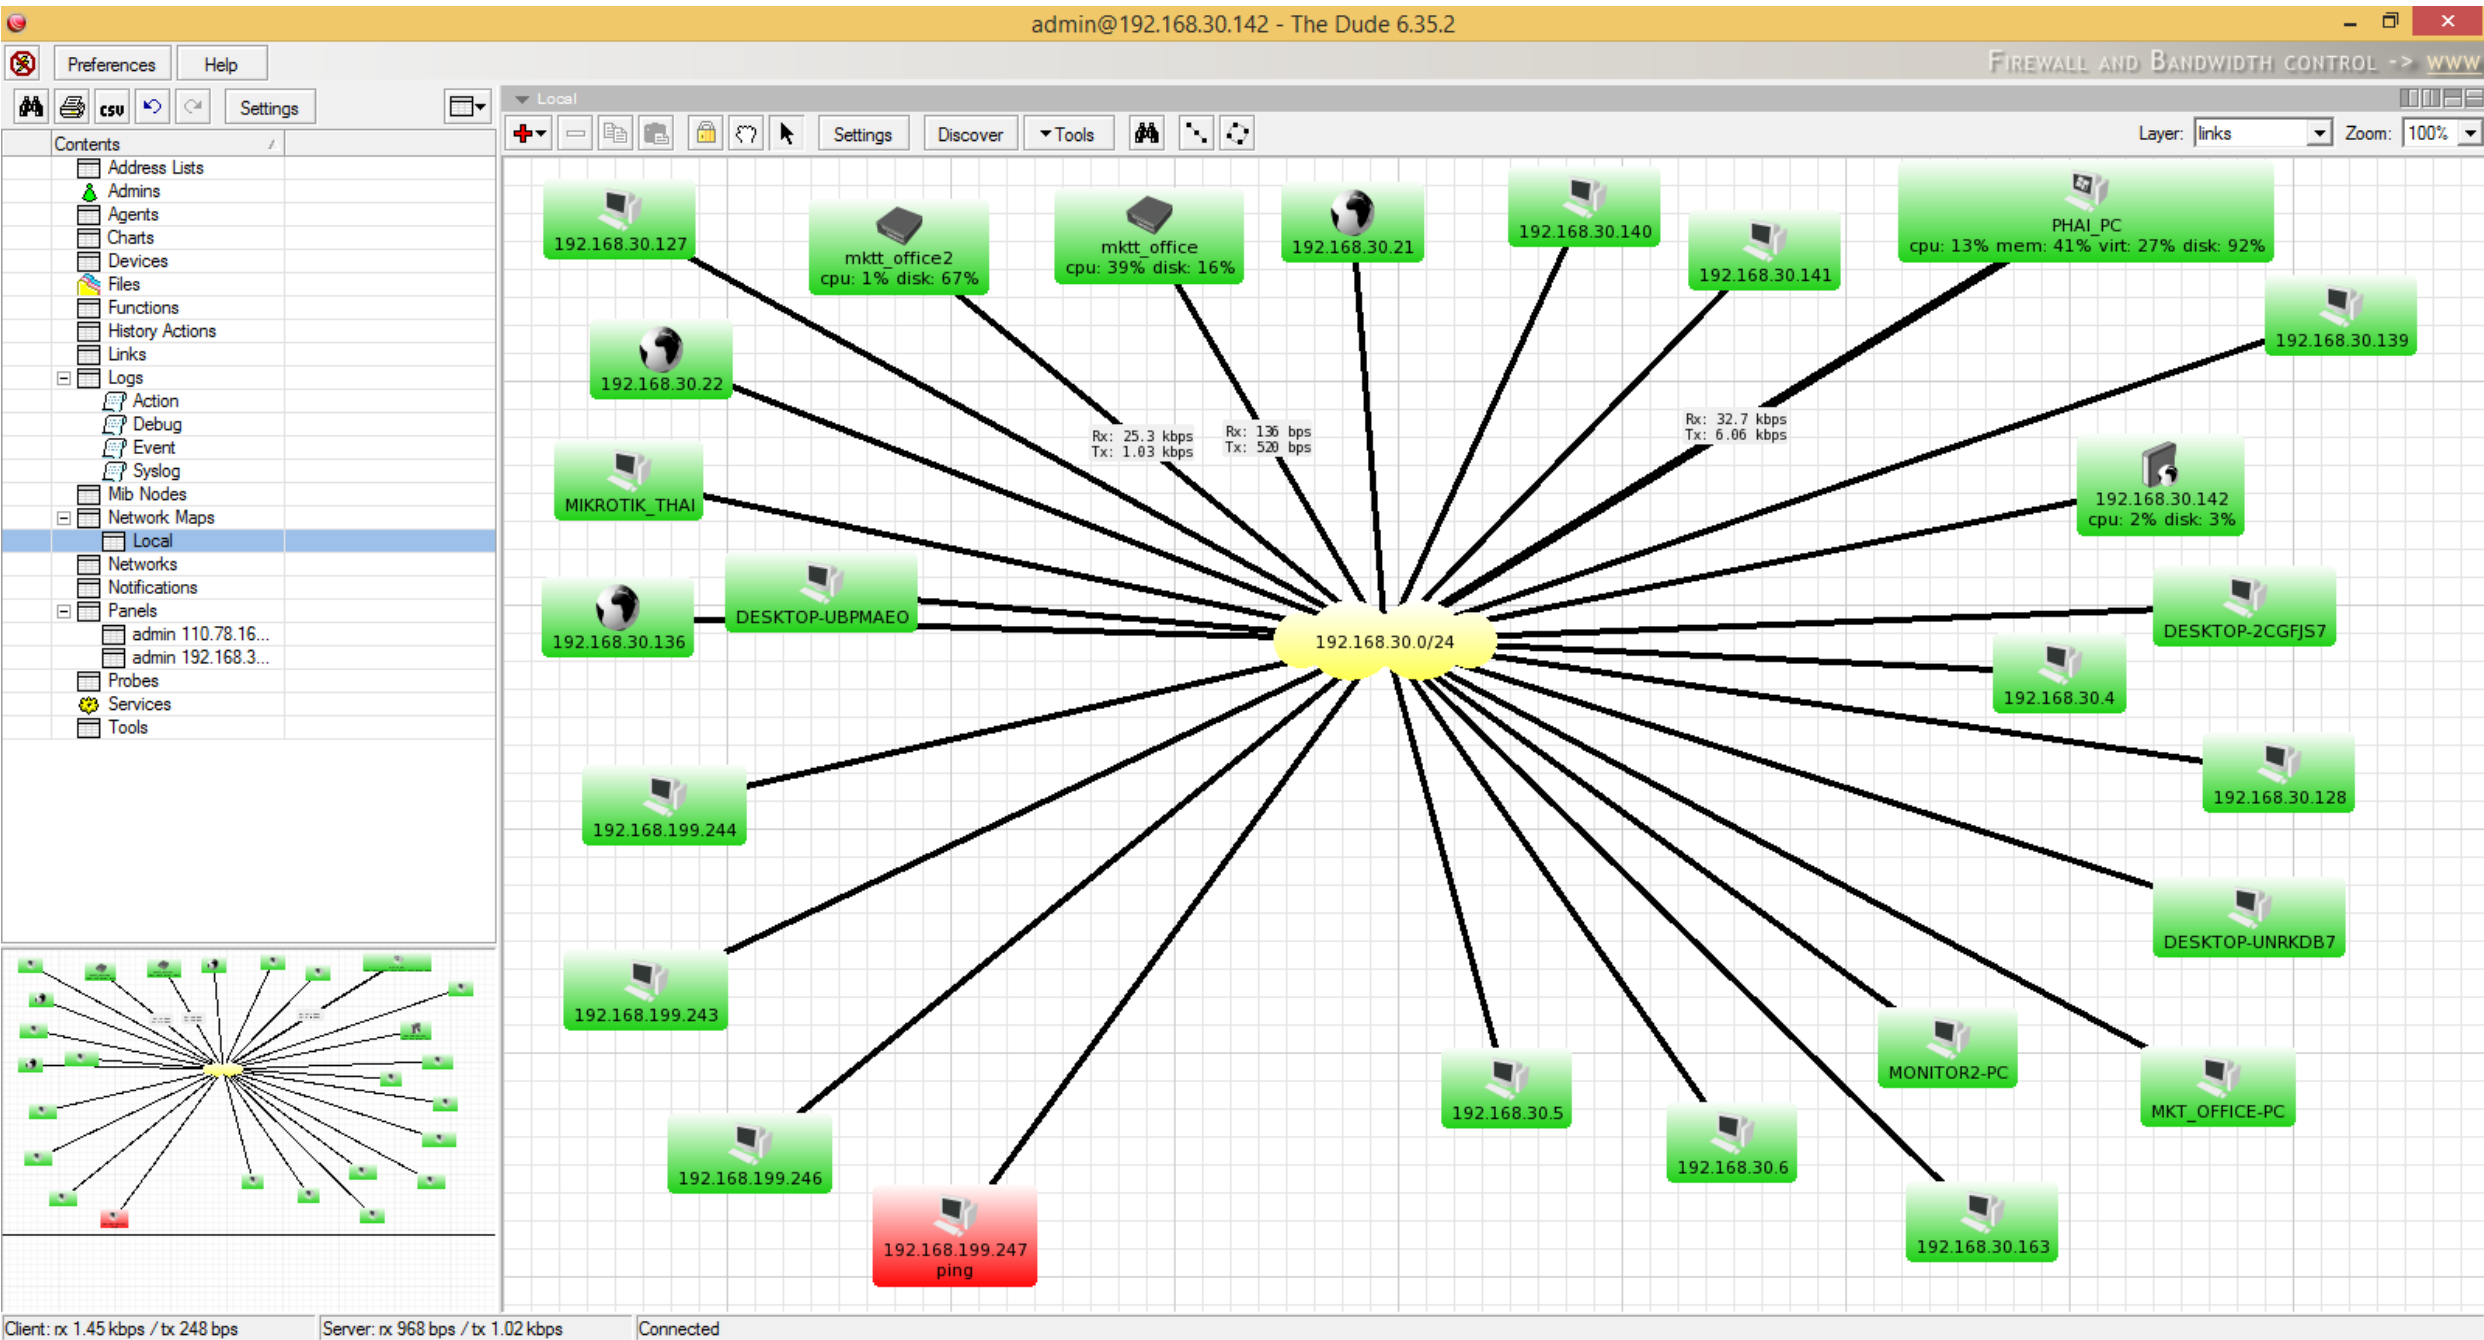 admin@192.168.30.142 - The Dude 6.35.2
Preferences
Help
FIREWALL AND BANDWIDTH CONTROL -> WWW
csv
Settings
Local
Settings
Discover
Tools
Layer: links
Zoom: 100%
Contents
Address Lists
Admins
Agents
Charts
Devices
Files
Functions
History Actions
Links
Logs
Action
Debug
Event
Syslog
Mib Nodes
Network Maps
Local
Networks
Notifications
Panels
admin 110.78.16...
admin 192.168.3...
Probes
Services
Tools
192.168.30.127
mktt_office2
cpu: 1% disk: 67%
mktt_office
cpu: 39% disk: 16%
192.168.30.21
192.168.30.140
192.168.30.141
PHAI_PC
cpu: 13% mem: 41% virt: 27% disk: 92%
192.168.30.139
192.168.30.22
Rx: 25.3 kbps
Tx: 1.03 kbps
Rx: 136 bps
Tx: 520 bps
Rx: 32.7 kbps
Tx: 6.06 kbps
MIKROTIK_THAI
192.168.30.142
cpu: 2% disk: 3%
192.168.30.136
DESKTOP-UBPMAEO
192.168.30.0/24
DESKTOP-2CGFJS7
192.168.30.4
192.168.30.128
192.168.199.244
DESKTOP-UNRKDB7
192.168.199.243
MONITOR2-PC
192.168.30.5
MKT_OFFICE-PC
192.168.199.246
192.168.30.6
192.168.199.247
ping
192.168.30.163
Client: rx 1.45 kbps / tx 248 bps
Server: rx 968 bps / tx 1.02 kbps
Connected